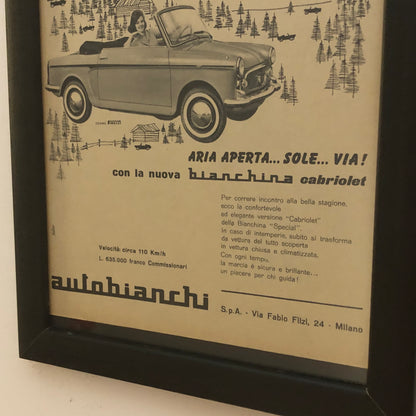 GOMME PIRELLI
ARIA APERTA... SOLE... VIA!
con la nuova bianchina cabriolet
Per correre incontro alla bella stagione,
ecco la confortevole
ed elegante versione "Cabriolet"
della Bianchina "Special".
in caso di intemperie, subito si trasforma
da vettura del tutto scoperta
in vettura chiusa e climatizzata.
Con ogni tempo,
la marcia è sicura e brillante...
un piacere per chi guida!
Velocità circa 110 Km/h
L. 635.000 franco Commissionari
autobianchi
S.p.A. - Via Fabio Filzi, 24 - Milano